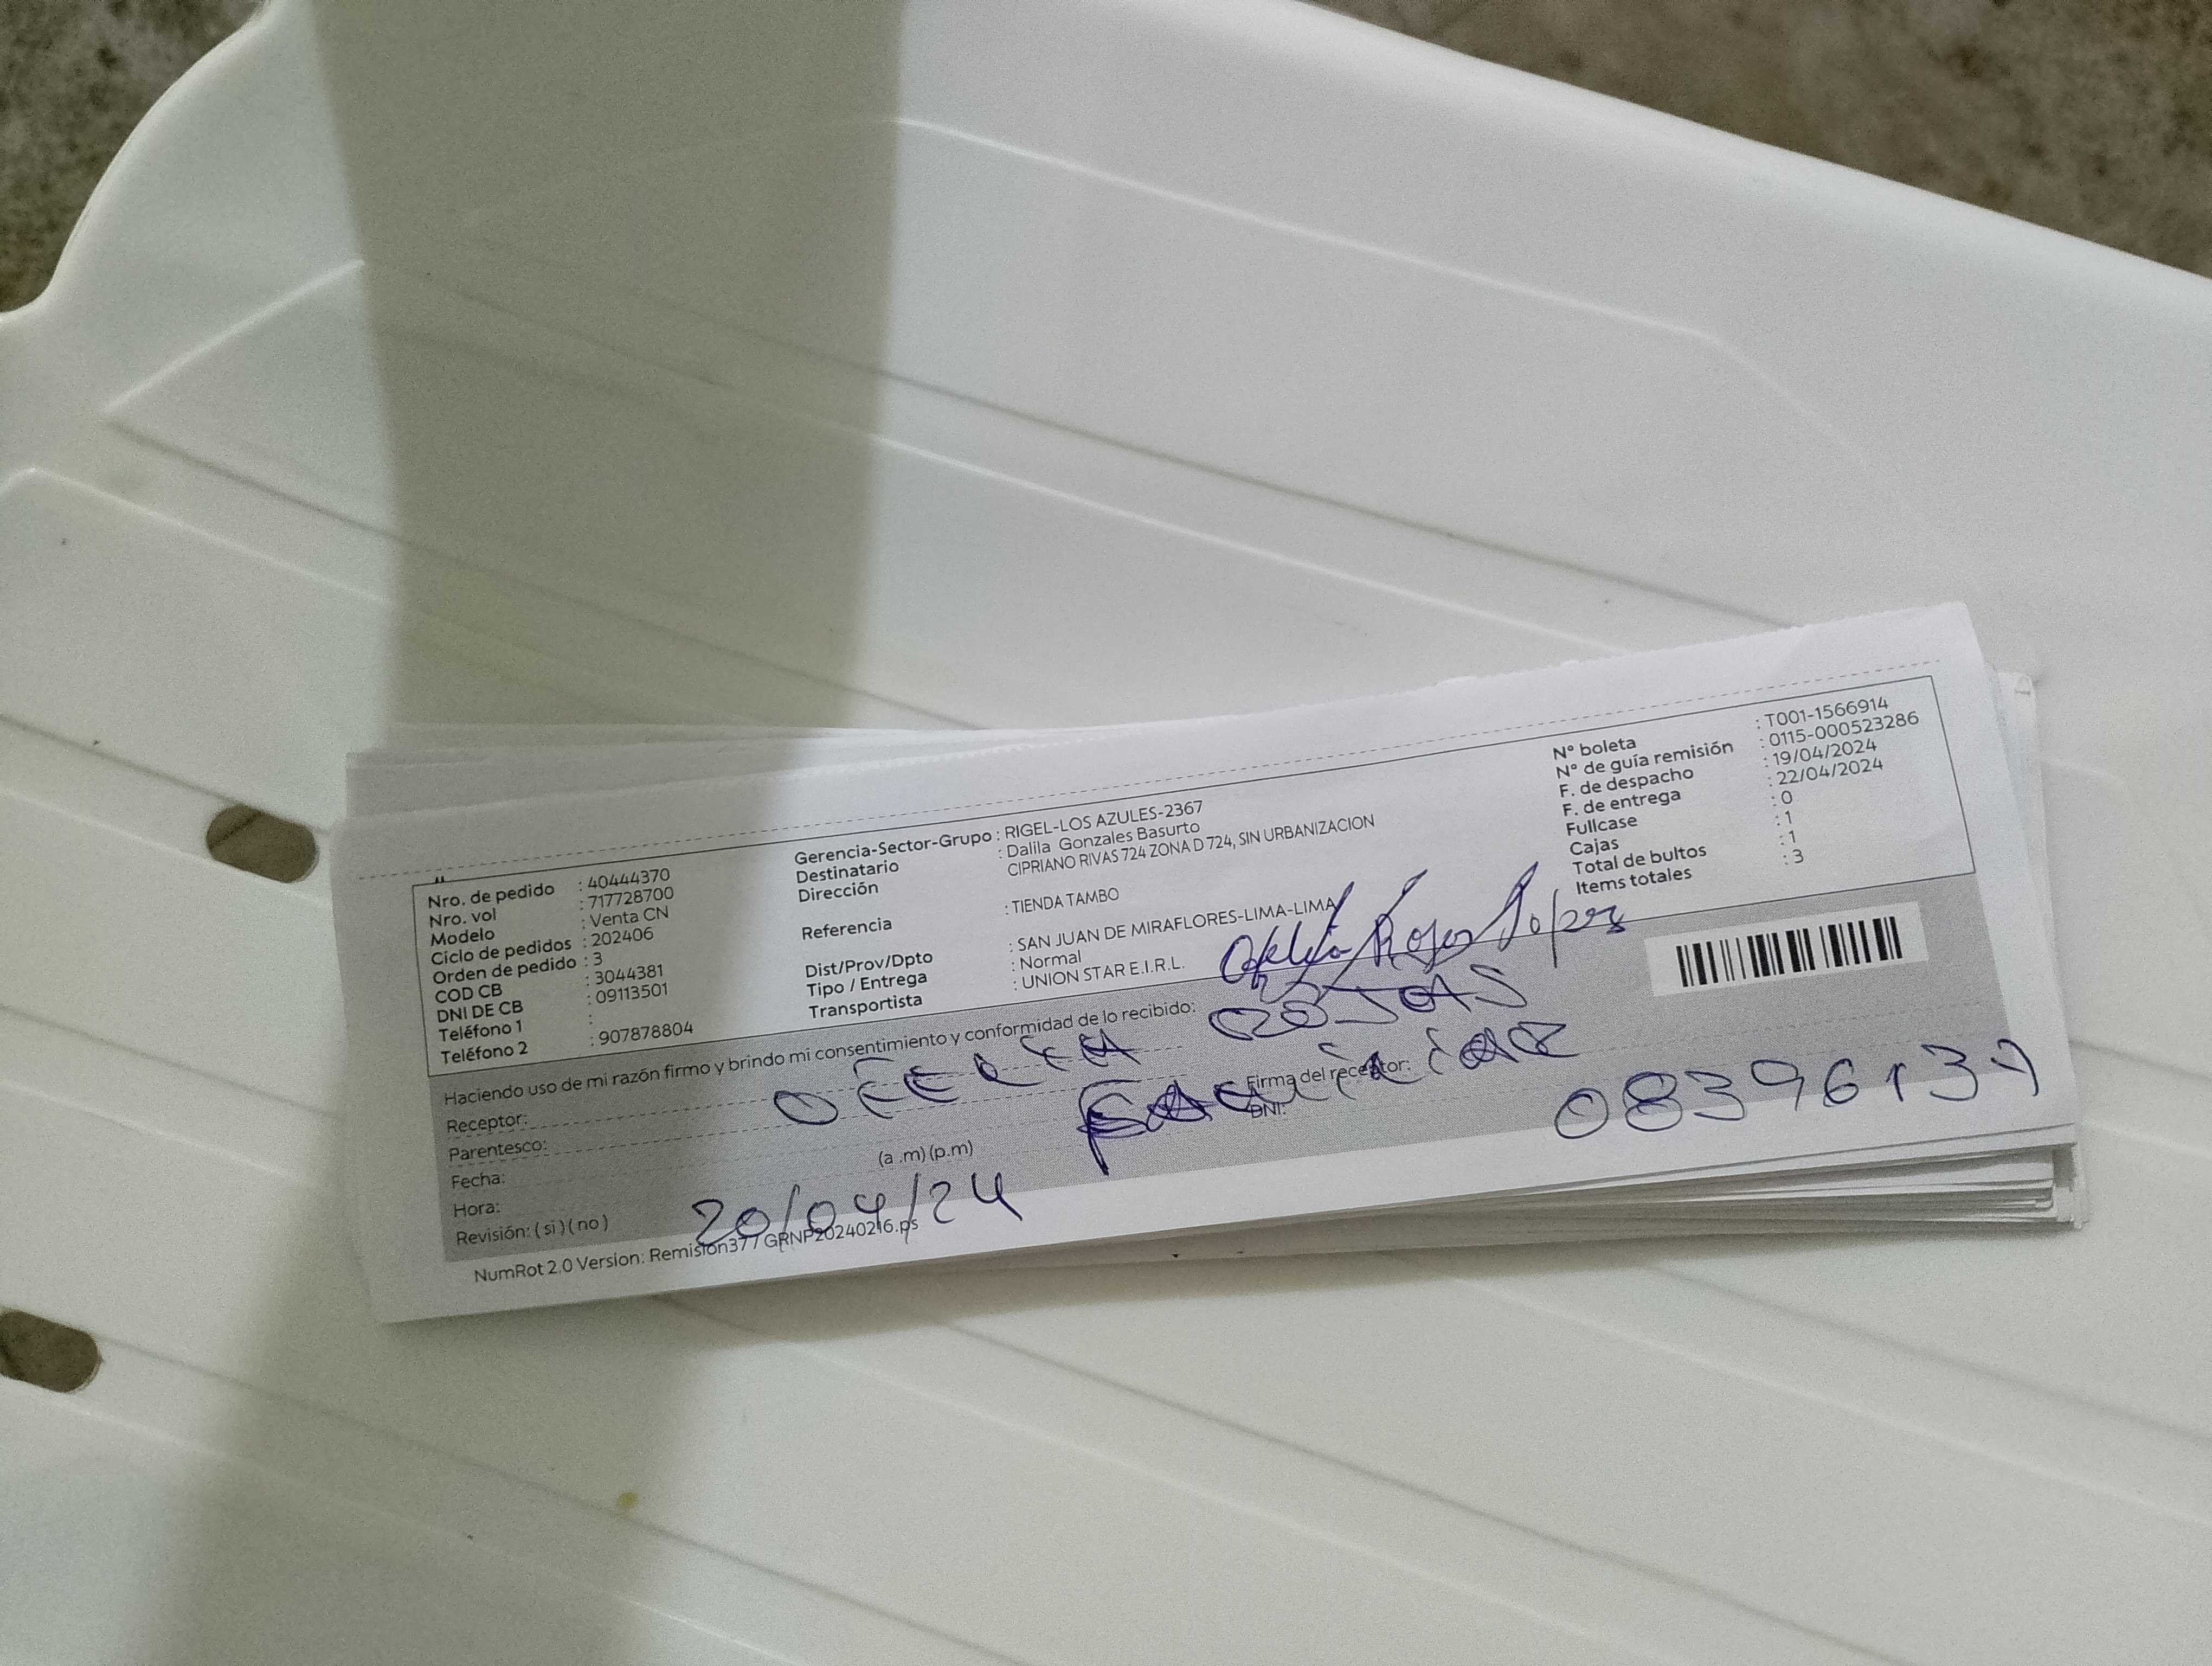 Nro. de pedido : 40444370
Nro. vol : 717728700
Modelo : Venta CN
Ciclo de pedidos : 202406
Orden de pedido : 3
COD CB : 3044381
DNI DE CB : 09113501
Teléfono 1 :
Teléfono 2 : 907878804
Gerencia-Sector-Grupo : RIGEL-LOS AZULES-2367
Destinatario : Dalila Gonzales Basurto
Dirección CIPRIANO RIVAS 724 ZONA D 724, SIN URBANIZACION
Referencia : TIENDA TAMBO
Dist/Prov/Dpto : SAN JUAN DE MIRAFLORES-LIMA-LIMA
Tipo / Entrega : Normal
Transportista : UNION STAR E.I.R.L.
N° boleta : T001-1566914
N° de guía remisión : 0115-000523286
F. de despacho : 19/04/2024
F. de entrega : 22/04/2024
Fullcase : 0
Cajas : 1
Total de bultos : 1
Items totales : 3
Haciendo uso de mi razón firmo y brindo mi consentimiento y conformidad de lo recibido:
Rojas Lopez
Receptor: OFELIA ROJAS
Parentesco:
Firma del receptor:
Fecha:
DNI: 08396134
Hora: (a .m) (p.m)
Revisión: ( si ) ( no )
20/04/24
NumRot 2.0 Version: Remision377 GRNP20240216.ps